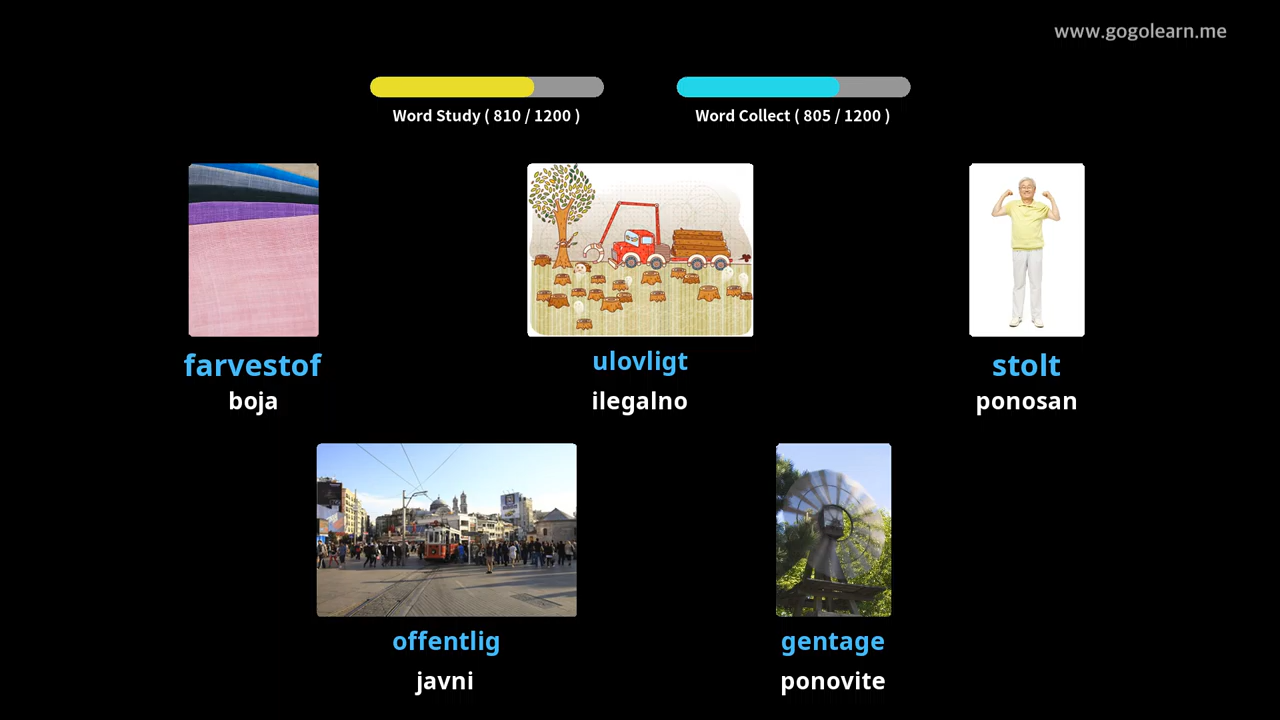 www.gogolearn.me
Word Study ( 810 / 1200 )
Word Collect ( 805 / 1200 )
farvestof
boja
ulovligt
ilegalno
stolt
ponosan
offentlig
javni
gentage
ponovite